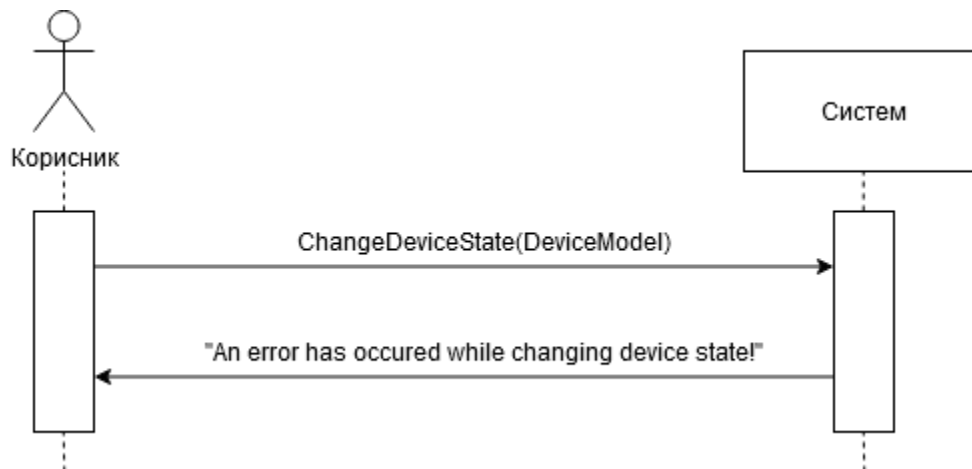 Корисник
Систем
ChangeDeviceState(DeviceModel)
"An error has occured while changing device state!"